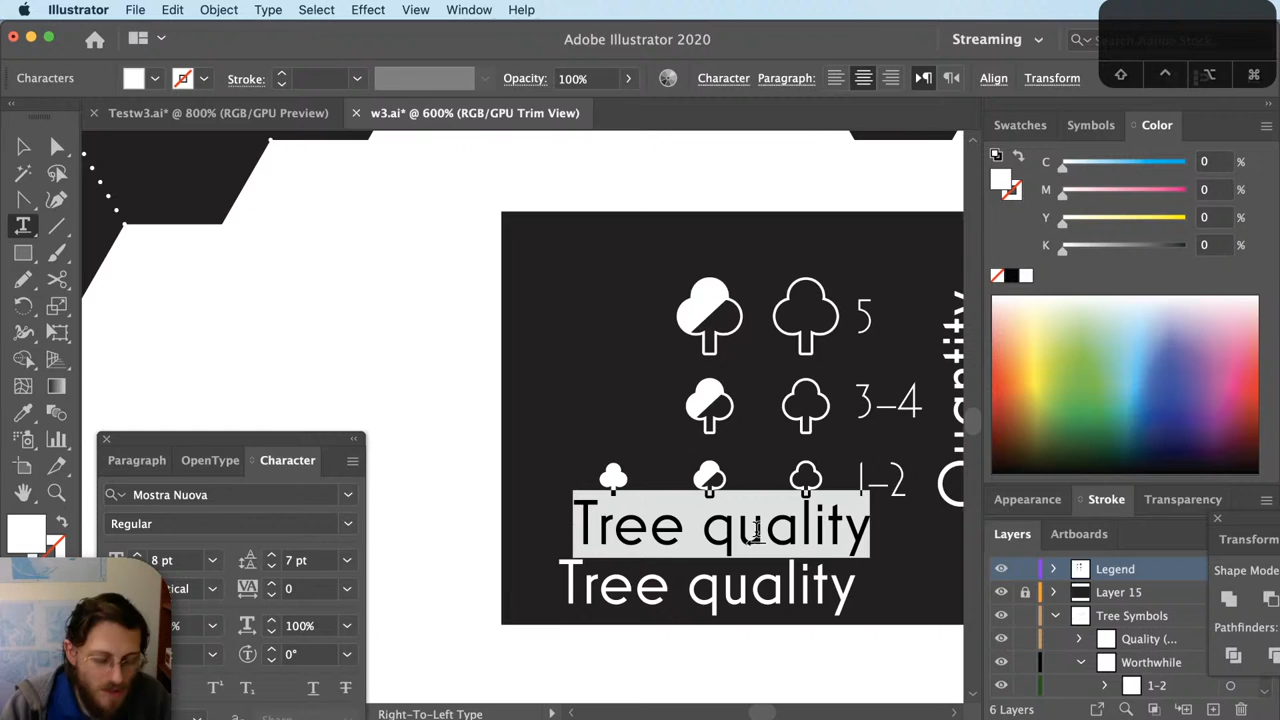 Illustrator File Edit Object Type Select Effect View Window Help
Adobe Illustrator 2020
Streaming
Characters
Stroke:
Opacity: 100%
Character
Paragraph:
Align
Transform
Testw3.ai* @ 800% (RGB/GPU Preview)
w3.ai* @ 600% (RGB/GPU Trim View)
Swatches Symbols Color
C 0 %
M 0 %
Y 0 %
K 0 %
5
3–4
1–2
Quantity
Tree quality
Tree quality
Paragraph OpenType Character
Mostra Nuova
Regular
8 pt 7 pt
0
100%
0°
Appearance Stroke Transparency
Layers Artboards
Legend
Layer 15
Tree Symbols
Quality (...
Worthwhile
1-2
6 Layers
Transform
Shape Mode
Pathfinders:
Right-To-Left Type